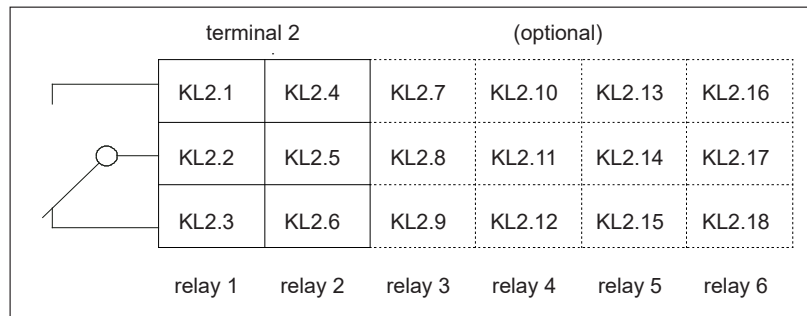 terminal 2 (optional)
KL2.1 KL2.4 KL2.7 KL2.10 KL2.13 KL2.16
KL2.2 KL2.5 KL2.8 KL2.11 KL2.14 KL2.17
KL2.3 KL2.6 KL2.9 KL2.12 KL2.15 KL2.18
relay 1 relay 2 relay 3 relay 4 relay 5 relay 6